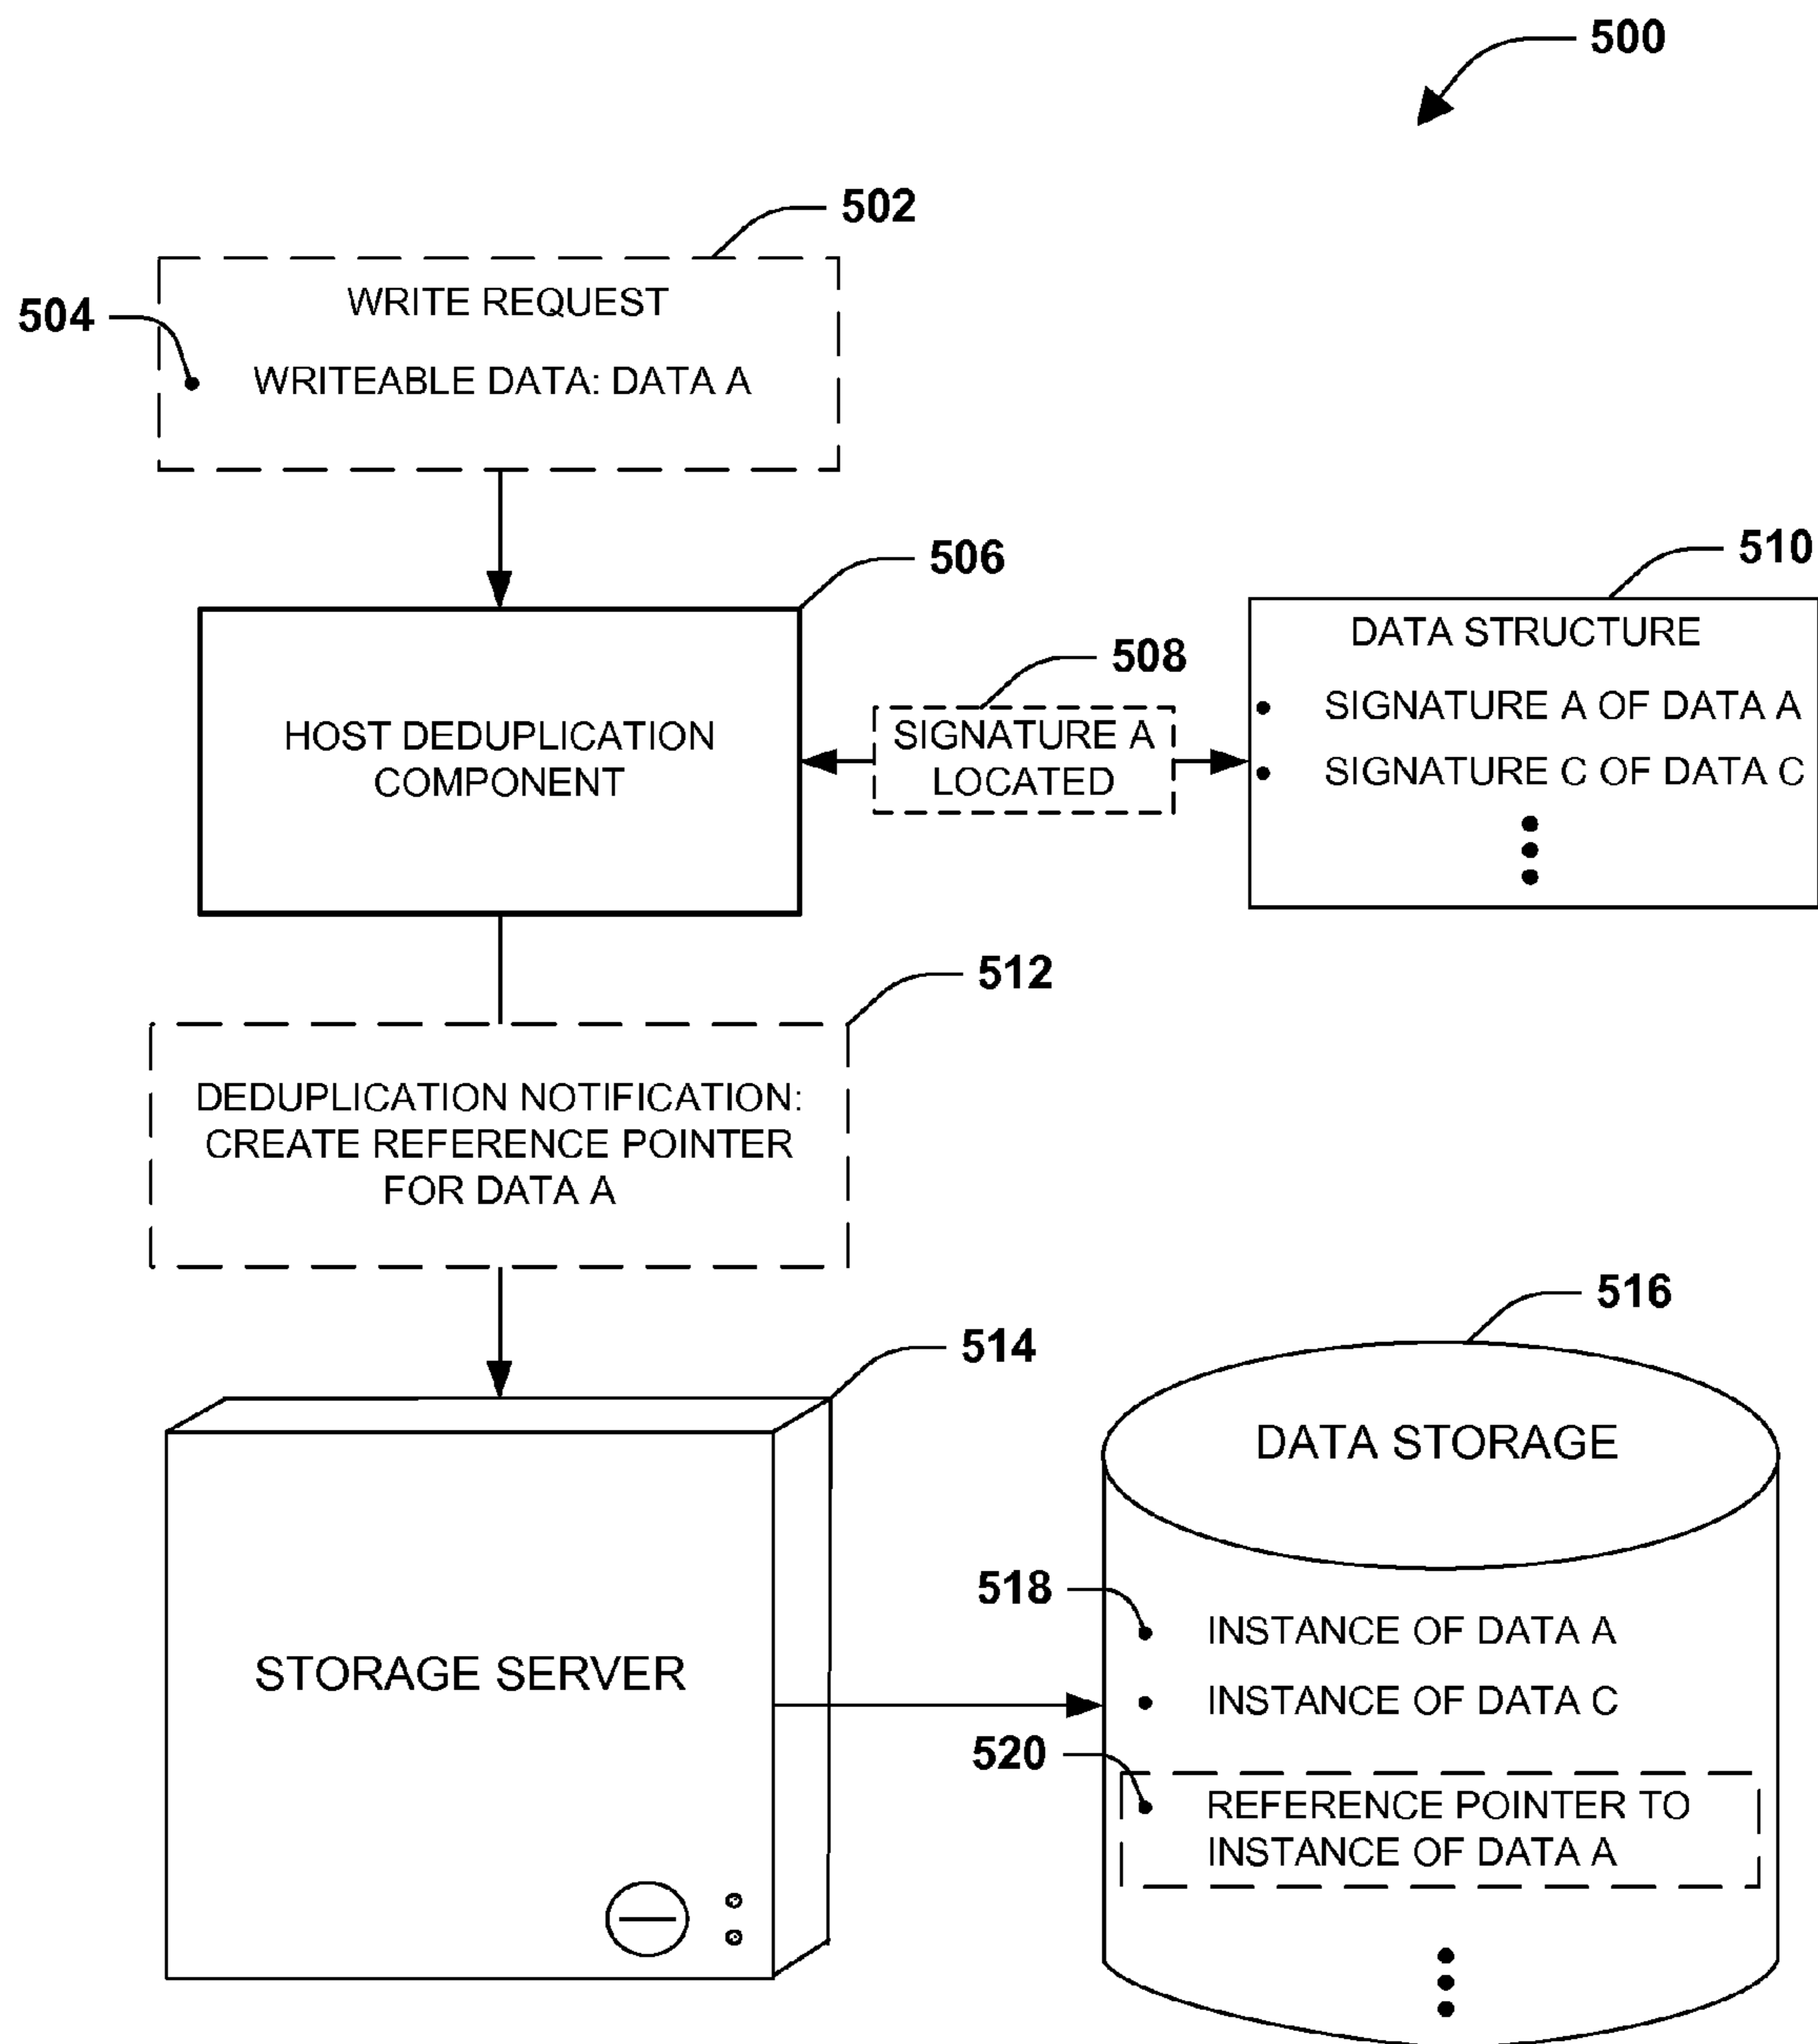 500
502
WRITE REQUEST
504
WRITEABLE DATA: DATA A
506
510
DATA STRUCTURE
508
• SIGNATURE A OF DATA A
HOST DEDUPLICATION
COMPONENT
SIGNATURE A
LOCATED
• SIGNATURE C OF DATA C
512
DEDUPLICATION NOTIFICATION:
CREATE REFERENCE POINTER
FOR DATA A
516
514
DATA STORAGE
518
• INSTANCE OF DATA A
STORAGE SERVER
• INSTANCE OF DATA C
520
• REFERENCE POINTER TO
INSTANCE OF DATA A